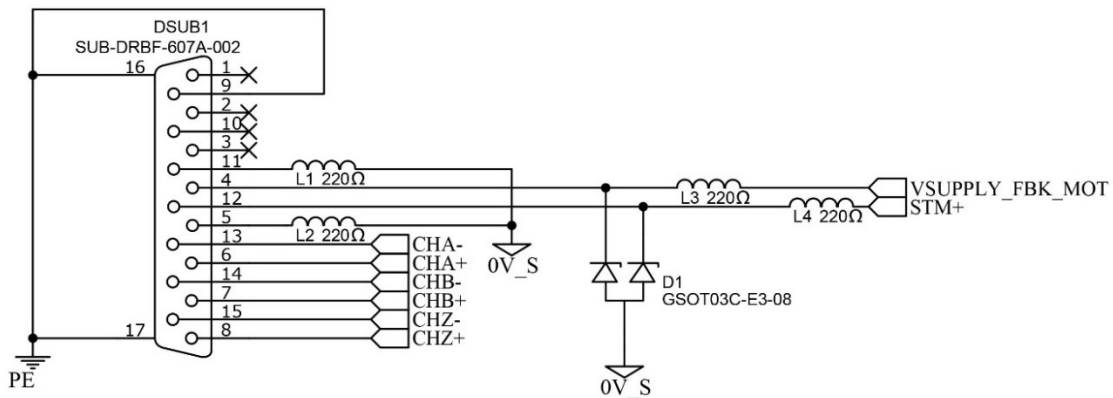 DSUB1
SUB-DRBF-607A-002
16
1
9
2
10
3
11
L1 220Ω
4
L3 220Ω
VSUPPLY_FBK_MOT
12
L4 220Ω
STM+
5
L2 220Ω
0V_S
13
CHA-
6
CHA+
14
CHB-
7
CHB+
15
CHZ-
17
8
CHZ+
D1
GSOT03C-E3-08
PE
0V_S